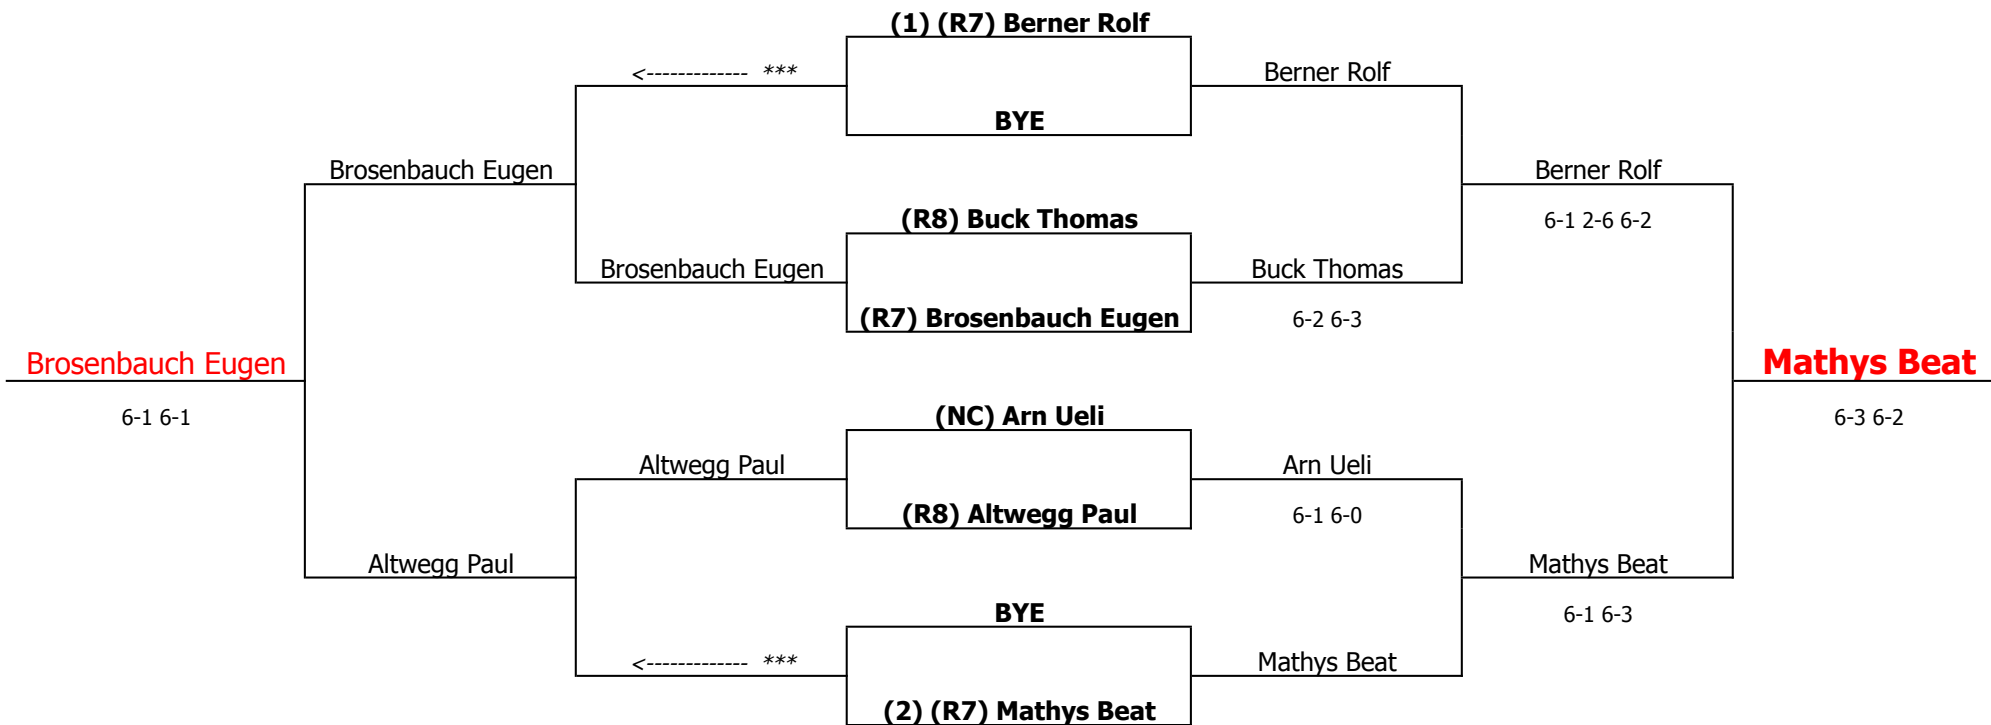 (1) (R7) Berner Rolf
<------------- ***
Berner Rolf
BYE
Brosenbauch Eugen
Berner Rolf
(R8) Buck Thomas
6-1 2-6 6-2
Brosenbauch Eugen
Buck Thomas
(R7) Brosenbauch Eugen
6-2 6-3
Brosenbauch Eugen
Mathys Beat
6-1 6-1
(NC) Arn Ueli
6-3 6-2
Altwegg Paul
Arn Ueli
(R8) Altwegg Paul
6-1 6-0
Altwegg Paul
Mathys Beat
BYE
6-1 6-3
<------------- ***
Mathys Beat
(2) (R7) Mathys Beat